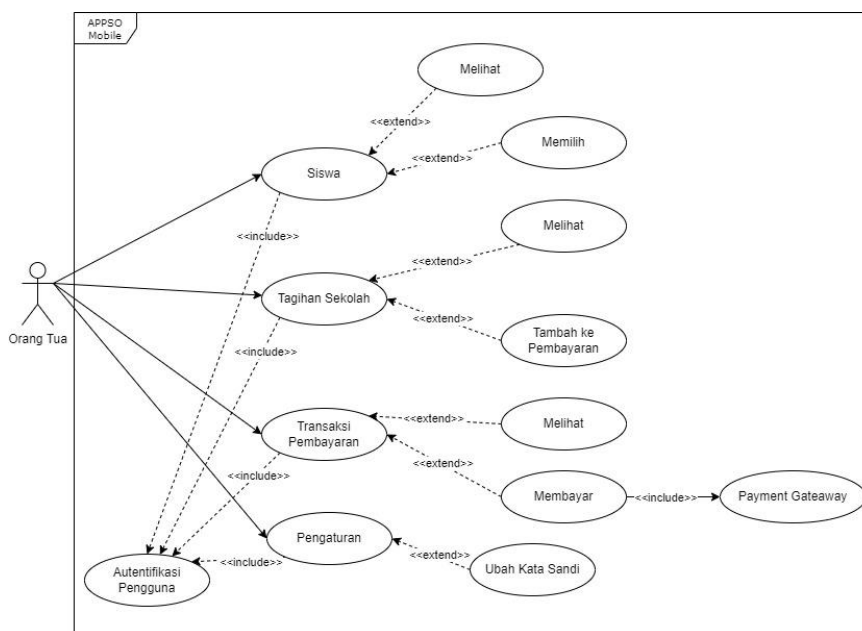 APPSO
Mobile
Melihat
<<extend>>
<<extend>>
Memilih
Siswa
<<include>>
Melihat
<<extend>>
Tagihan Sekolah
<<extend>>
Orang Tua
Tambah ke
Pembayaran
<<include>>
<<extend>>
Melihat
Transaksi
Pembayaran
<<extend>>
<<include>>
Membayar
<<include>>
Payment Gateaway
Pengaturan
<<extend>>
<<include>>
Ubah Kata Sandi
Autentifikasi
Pengguna